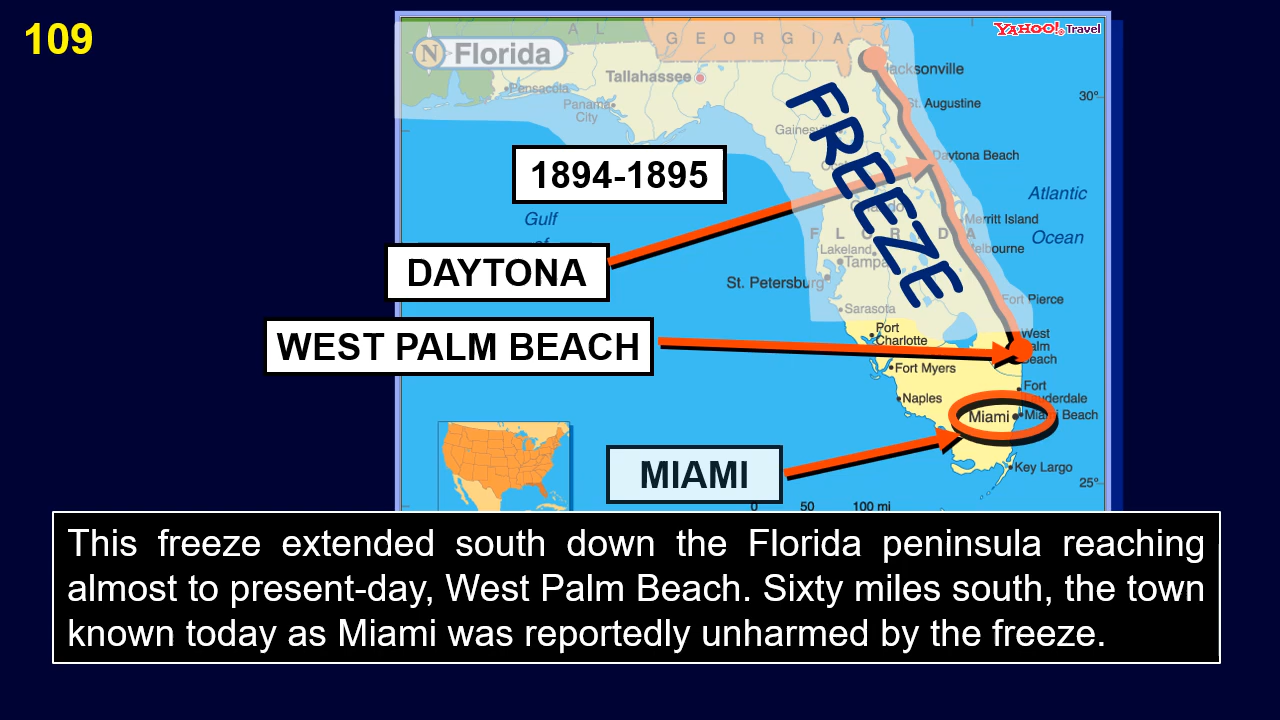 109
YAHOO! Travel
A L
G E O R G I A
N Florida
Jacksonville
Tallahassee
Pensacola
30°
Panama
City
St. Augustine
FREEZE
Gainesville
Daytona Beach
1894-1895
Atlantic
Orlando
Gulf
of
Merritt Island
F L O R I D A
Ocean
Melbourne
Lakeland
DAYTONA
Tampa
St. Petersburg
Fort Pierce
Sarasota
WEST PALM BEACH
Port
Charlotte
West
Palm
Beach
Fort Myers
Fort
Lauderdale
Naples
Miami
Miami Beach
MIAMI
Key Largo
25°
0 50 100 mi
This freeze extended south down the Florida peninsula reaching
almost to present-day, West Palm Beach. Sixty miles south, the town
known today as Miami was reportedly unharmed by the freeze.